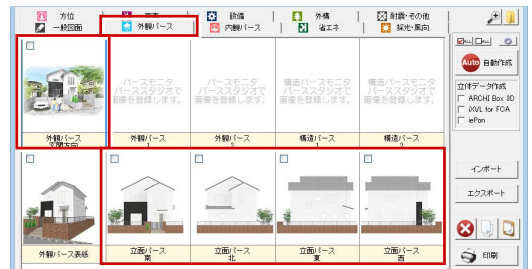 方位
設備
外構
耐震・その他
一般図面
外観パース
内観パース
省エネ
採光・風向
Auto 自動作成
立体データ作成
ARCHI Box 3D
iXVL for FCA
iePon
パースモニタ
パーススタジオで
画像を登録します。
パースモニタ
パーススタジオで
画像を登録します。
構造パースモニタ
パーススタジオで
画像を登録します。
構造パースモニタ
パーススタジオで
画像を登録します。
外観パース
玄関方向
外観パース
1
外観パース
2
構造パース
1
構造パース
2
インポート
エクスポート
外観パース表紙
立面パース
南
立面パース
北
立面パース
東
立面パース
西
印刷